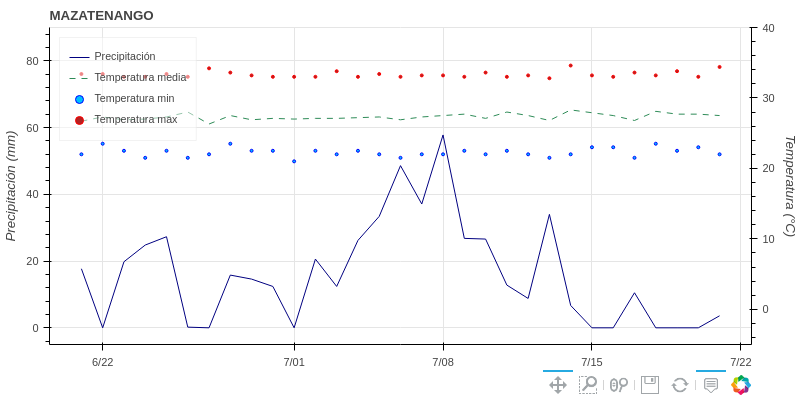 MAZATENANGO
Precipitación
Temperatura media
Temperatura min
Temperatura max
Precipitación (mm)
80
60
40
20
0
Temperatura (°C)
40
30
20
10
0
6/22
7/01
7/08
7/15
7/22